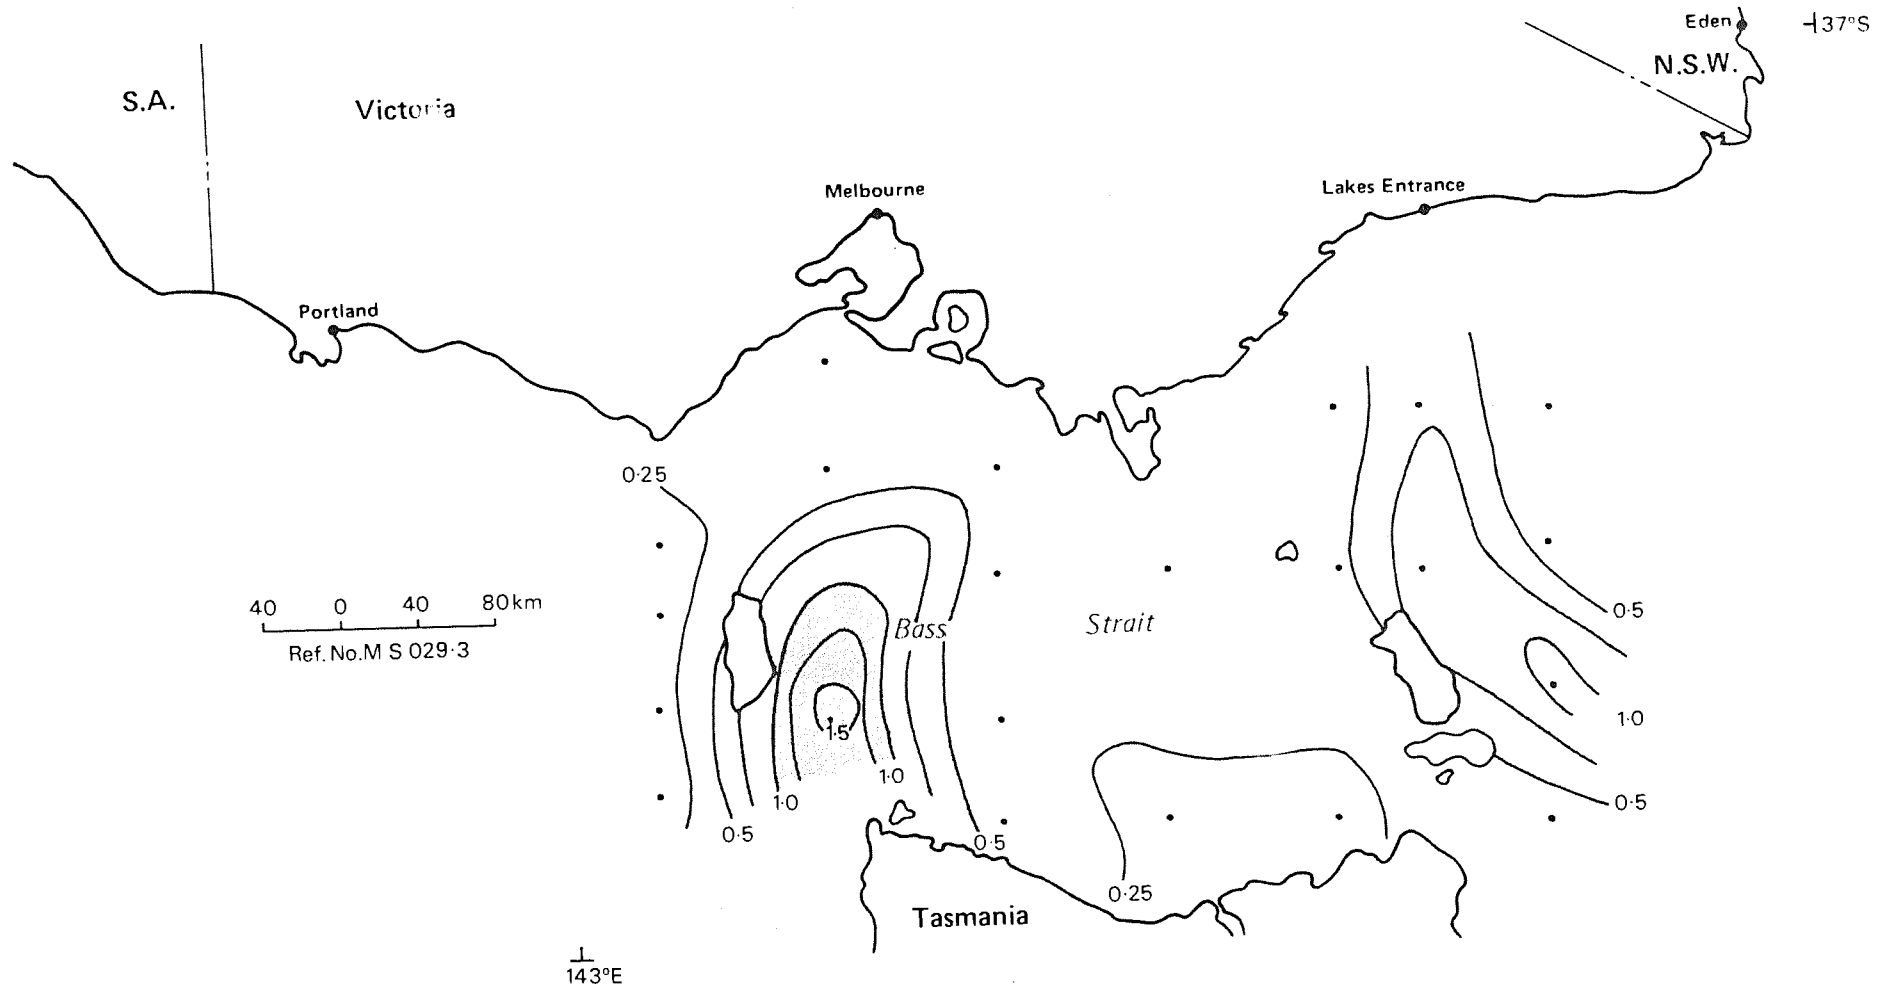 Eden
37°S
N.S.W.
S.A.
Victoria
Melbourne
Lakes Entrance
Portland
0·25
40 0 40 80km
Ref. No.M S 029·3
Bass Strait
0·5
1·0
1·5
1·0
1·0
0·5
0·5
0·5
0·25
Tasmania
143°E